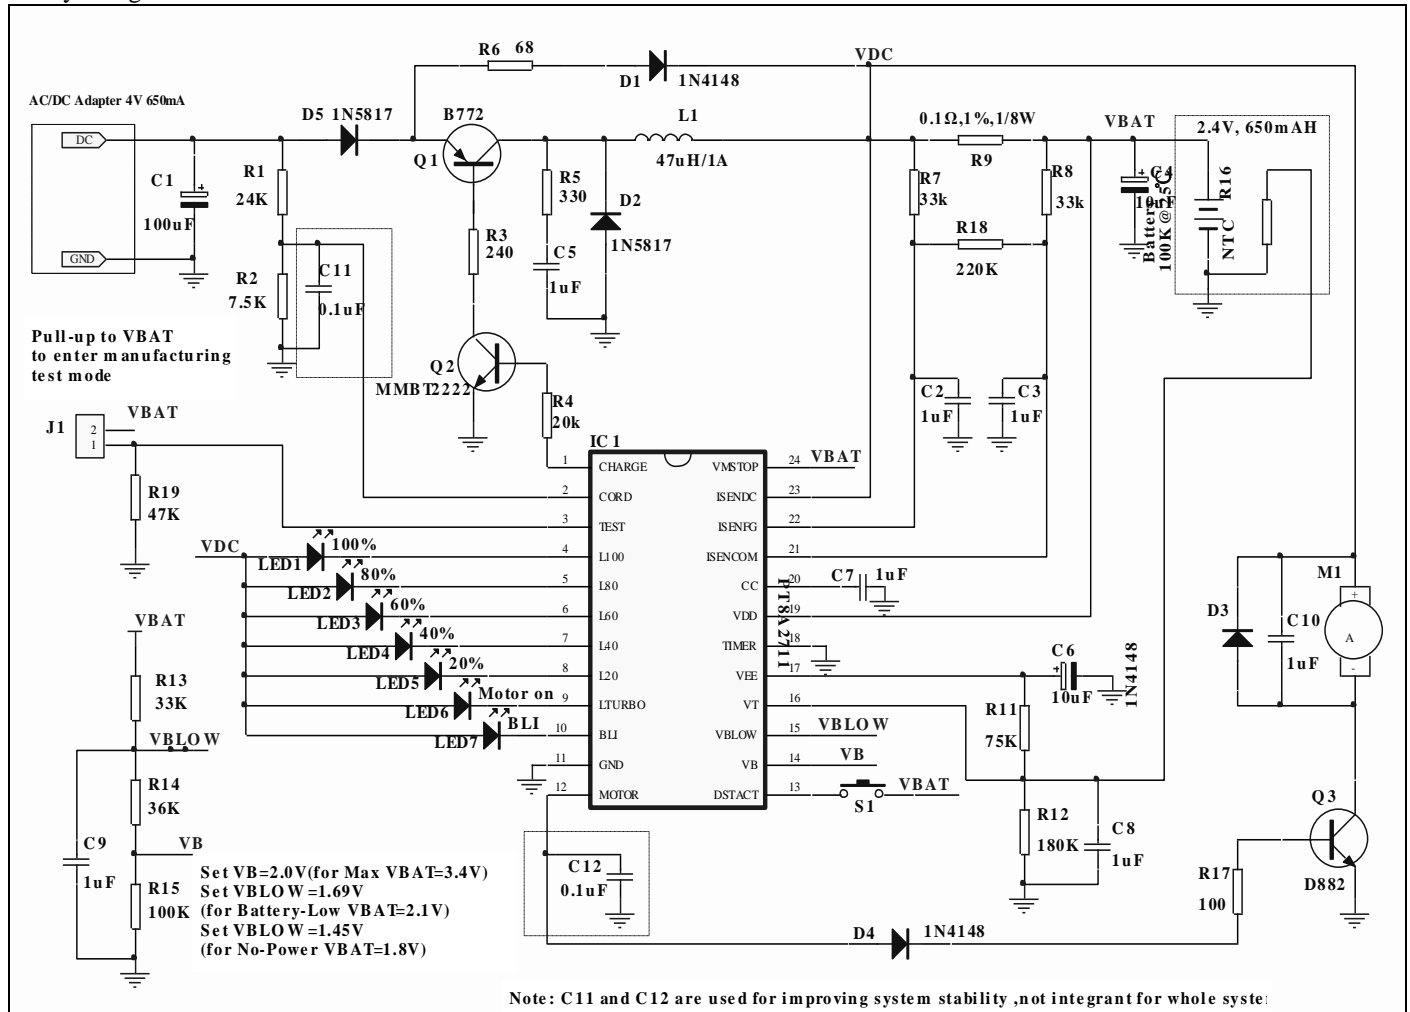 R6 68
VDC
D1 1N4148
AC/DC Adapter 4V 650mA
D5 1N5817
B772
L1
0.1Ω,1%,1/8W
VBAT
2.4V, 650mAH
DC
Q1
47uH/1A
R9
C1
R1
R5
R7
R8
C4
R16
24K
330
D2
33k
33k
10uF
100uF
R3
R18
1N5817
240
GND
R2
C11
C5
220K
Battery
100K@25℃
NTC
7.5K
0.1uF
1uF
Pull-up to VBAT
to enter manufacturing
test mode
Q2
MMBT2222
R4
20k
C2
1uF
C3
1uF
J1
VBAT
2
1
IC1
R19
47K
1 CHARGE VMSTOP 24 VBAT
2 CORD ISENDC 23
3 TEST ISENFG 22
VDC
LED1 100% 4 L100 ISENCOM 21
LED2 80% 5 L80 CC 20 C7 1uF
LED3 60% 6 L60 VDD 19
LED4 40% 7 L40 TIMER 18
LED5 20% 8 L20 VEE 17
LED6 Motor on 9 LTURBO VT 16
LED7 BLI 10 BLI VBLOW 15 VBLOW
11 GND VB 14 VB
12 MOTOR DSTACT 13 S1 VBAT
PT8A2711
M1
+
A
-
D3
C10
1uF
1N4148
C6
10uF
R11
75K
VBAT
R13
33K
VBLOW
R14
36K
C9
1uF
VB
R15
100K
R12
180K
C8
1uF
Q3
D882
R17
100
C12
0.1uF
Set VB=2.0V(for Max VBAT=3.4V)
Set VBLOW=1.69V
(for Battery-Low VBAT=2.1V)
Set VBLOW=1.45V
(for No-Power VBAT=1.8V)
D4 1N4148
Note: C11 and C12 are used for improving system stability ,not integrant for whole